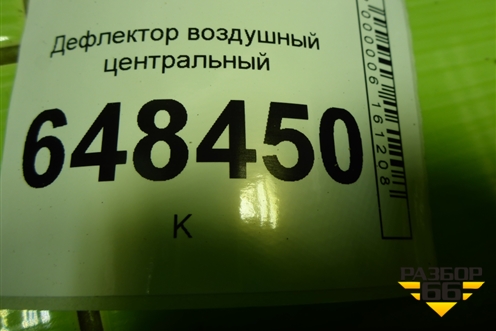 Дефлектор воздушный
центральный
648450
К
000006161208
РАЗБОР
66